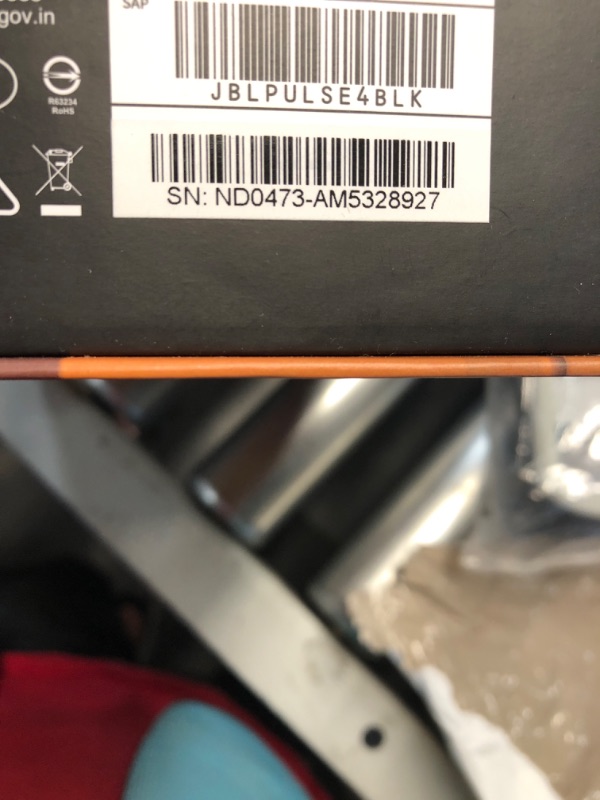 SAP
gov.in
JBLPULSE4BLK
R63234
RoHS
SN: ND0473-AM5328927